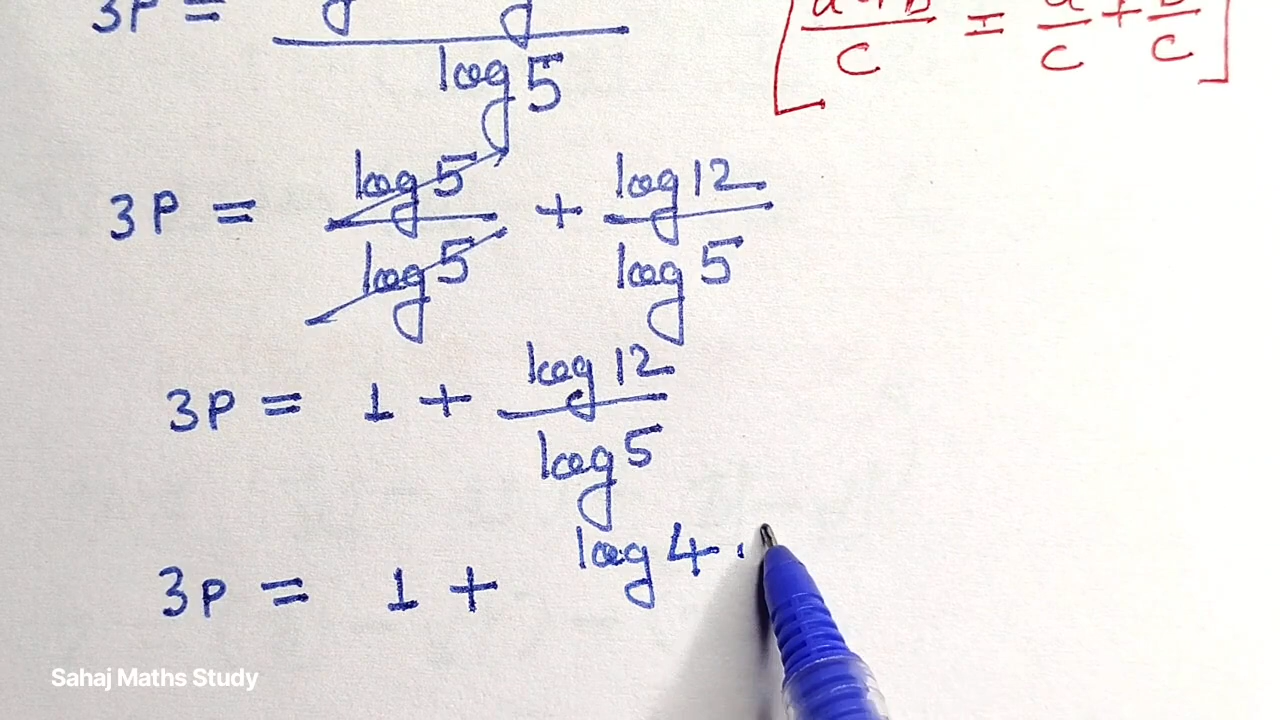 3P =
log 5
[a+b/c = a/c + b/c]
3P = log 5/log 5 + log 12/log 5
3P = 1 + log 12/log 5
3P = 1 + log 4 .
Sahaj Maths Study